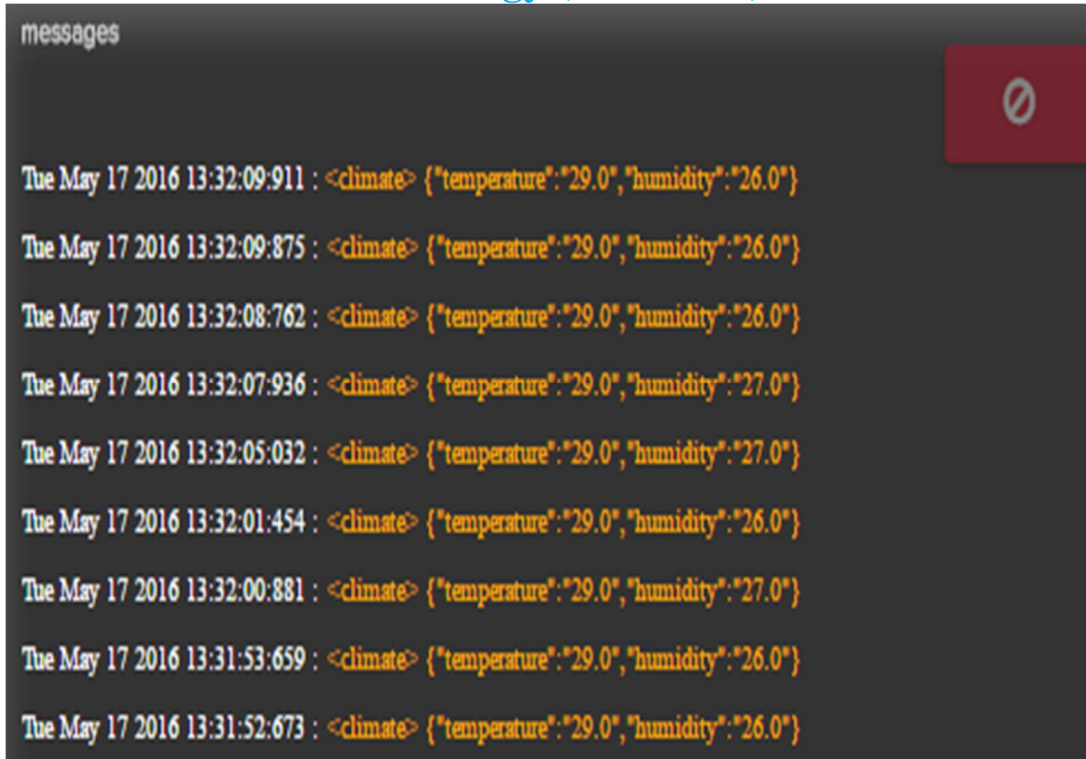 messages
Tue May 17 2016 13:32:09:911 : <climate> {"temperature":"29.0","humidity":"26.0"}
Tue May 17 2016 13:32:09:875 : <climate> {"temperature":"29.0","humidity":"26.0"}
Tue May 17 2016 13:32:08:762 : <climate> {"temperature":"29.0","humidity":"26.0"}
Tue May 17 2016 13:32:07:936 : <climate> {"temperature":"29.0","humidity":"27.0"}
Tue May 17 2016 13:32:05:032 : <climate> {"temperature":"29.0","humidity":"27.0"}
Tue May 17 2016 13:32:01:454 : <climate> {"temperature":"29.0","humidity":"26.0"}
Tue May 17 2016 13:32:00:881 : <climate> {"temperature":"29.0","humidity":"27.0"}
Tue May 17 2016 13:31:53:659 : <climate> {"temperature":"29.0","humidity":"26.0"}
Tue May 17 2016 13:31:52:673 : <climate> {"temperature":"29.0","humidity":"26.0"}